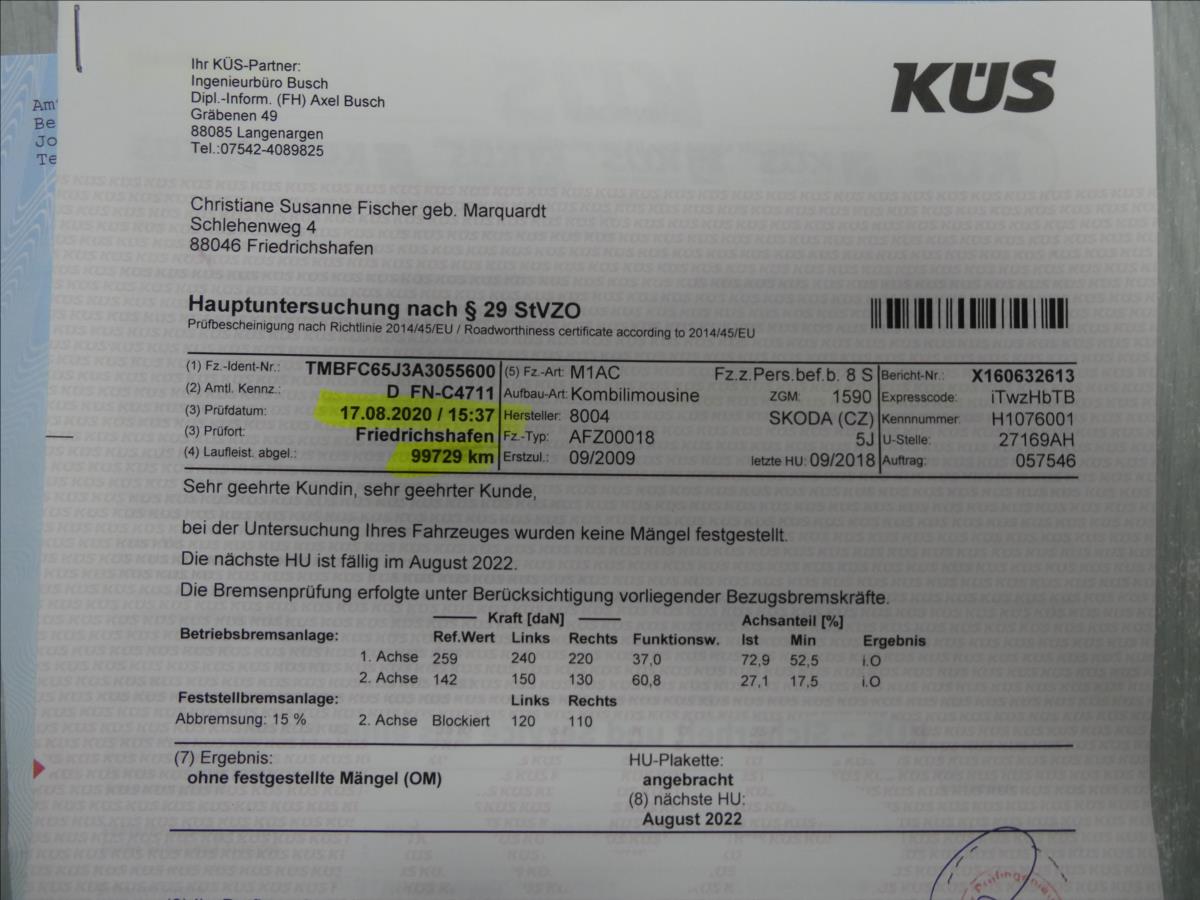 Ihr KÜS-Partner:
Ingenieurbüro Busch
Dipl.-Inform. (FH) Axel Busch
Gräbenen 49
88085 Langenargen
Tel.:07542-4089825
KÜS
Christiane Susanne Fischer geb. Marquardt
Schlehenweg 4
88046 Friedrichshafen
Hauptuntersuchung nach § 29 StVZO
Prüfbescheinigung nach Richtlinie 2014/45/EU / Roadworthiness certificate according to 2014/45/EU
(1) Fz.-Ident-Nr.: TMBFC65J3A3055600 (5) Fz.-Art: M1AC Fz.z.Pers.bef.b. 8 S Bericht-Nr.: X160632613
(2) Amtl. Kennz.: D FN-C4711 Aufbau-Art: Kombilimousine ZGM: 1590 Expresscode: iTwzHbTB
(3) Prüfdatum: 17.08.2020 / 15:37 Hersteller: 8004 SKODA (CZ) Kennnummer: H1076001
(3) Prüfort: Friedrichshafen Fz.-Typ: AFZ00018 5J U-Stelle: 27169AH
(4) Laufleist. abgel.: 99729 km Erstzul.: 09/2009 letzte HU: 09/2018 Auftrag: 057546
Sehr geehrte Kundin, sehr geehrter Kunde,
bei der Untersuchung Ihres Fahrzeuges wurden keine Mängel festgestellt.
Die nächste HU ist fällig im August 2022.
Die Bremsenprüfung erfolgte unter Berücksichtigung vorliegender Bezugsbremskräfte.
Kraft [daN] Achsanteil [%]
Betriebsbremsanlage: Ref.Wert Links Rechts Funktionsw. Ist Min Ergebnis
1. Achse 259 240 220 37,0 72,9 52,5 i.O
2. Achse 142 150 130 60,8 27,1 17,5 i.O
Feststellbremsanlage: Links Rechts
Abbremsung: 15 % 2. Achse Blockiert 120 110
(7) Ergebnis: HU-Plakette:
ohne festgestellte Mängel (OM) angebracht
(8) nächste HU:
August 2022